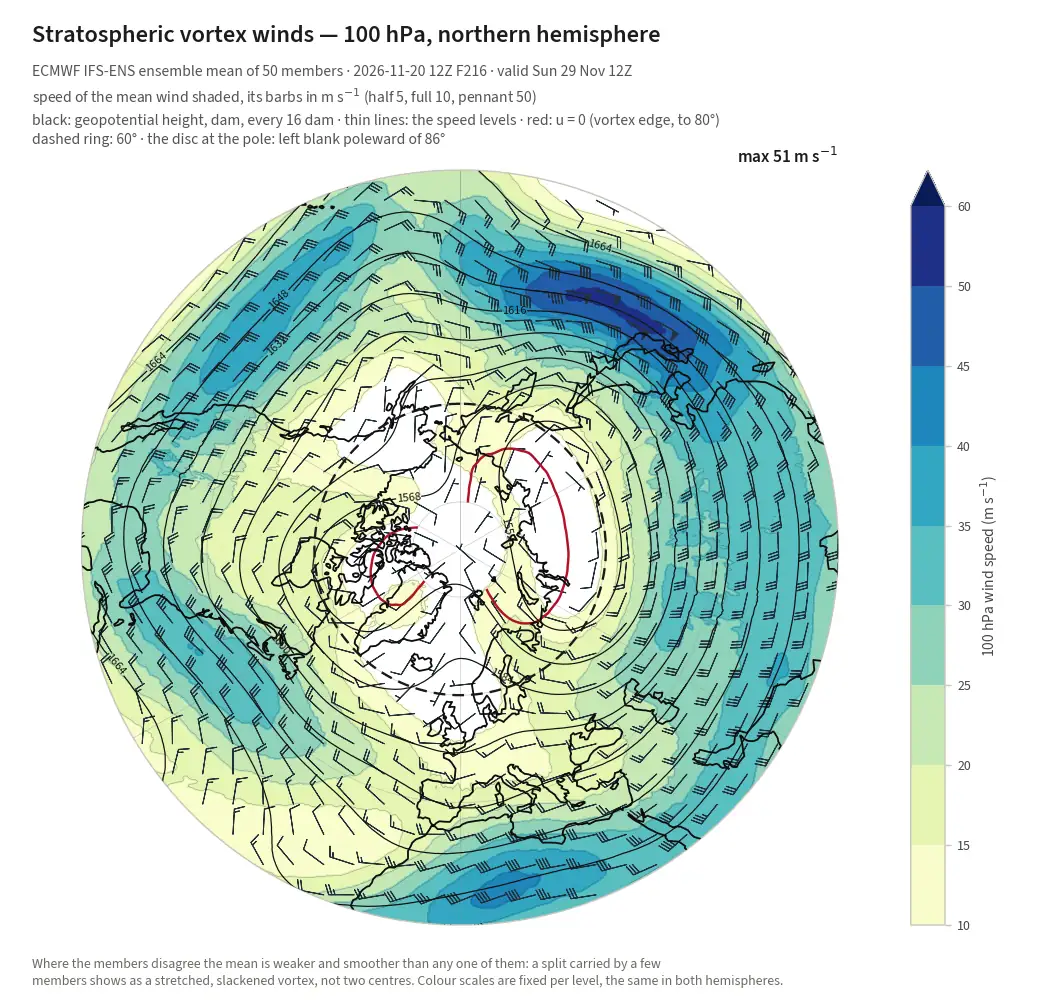 Stratospheric vortex winds — 100 hPa, northern hemisphere
ECMWF IFS-ENS ensemble mean of 50 members · 2026-11-20 12Z F216 · valid Sun 29 Nov 12Z
speed of the mean wind shaded, its barbs in m s⁻¹ (half 5, full 10, pennant 50)
black: geopotential height, dam, every 16 dam · thin lines: the speed levels · red: u = 0 (vortex edge, to 80°)
dashed ring: 60° · the disc at the pole: left blank poleward of 86°
max 51 m s⁻¹
60
50
45
40
35
30
25
20
15
10
100 hPa wind speed (m s⁻¹)
1664
1648
1616
1664
1568
1664
Where the members disagree the mean is weaker and smoother than any one of them: a split carried by a few
members shows as a stretched, slackened vortex, not two centres. Colour scales are fixed per level, the same in both hemispheres.